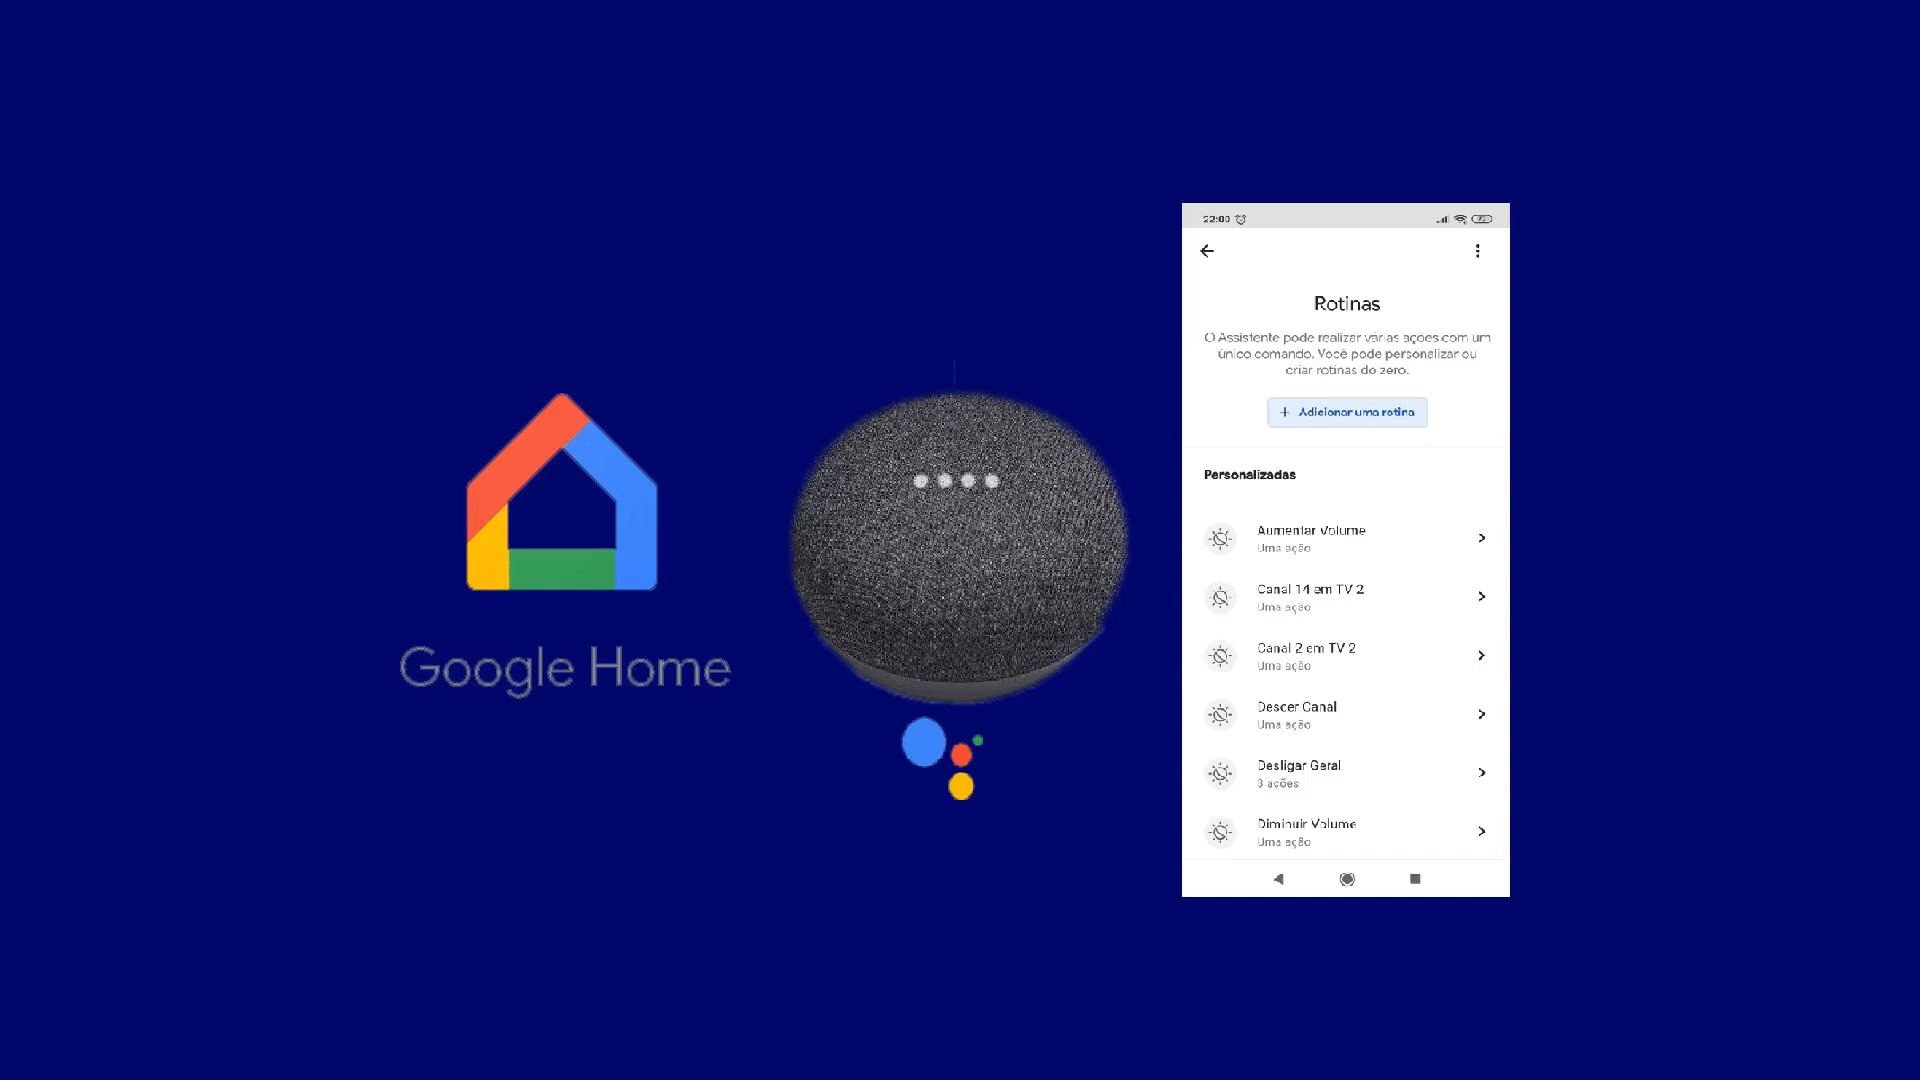 Google Home
22:00
Rotinas
O Assistente pode realizar várias ações com um
único comando. Você pode personalizar ou
criar rotinas do zero.
+ Adicionar uma rotina
Personalizadas
Aumentar Volume
Uma ação
Canal 14 em TV 2
Uma ação
Canal 2 em TV 2
Uma ação
Descer Canal
Uma ação
Desligar Geral
3 ações
Diminuir Volume
Uma ação